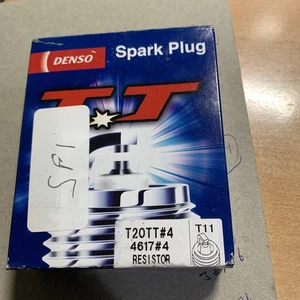 DENSO
Spark Plug
TT
T20TT#4
4617#4
RESISTOR
T11